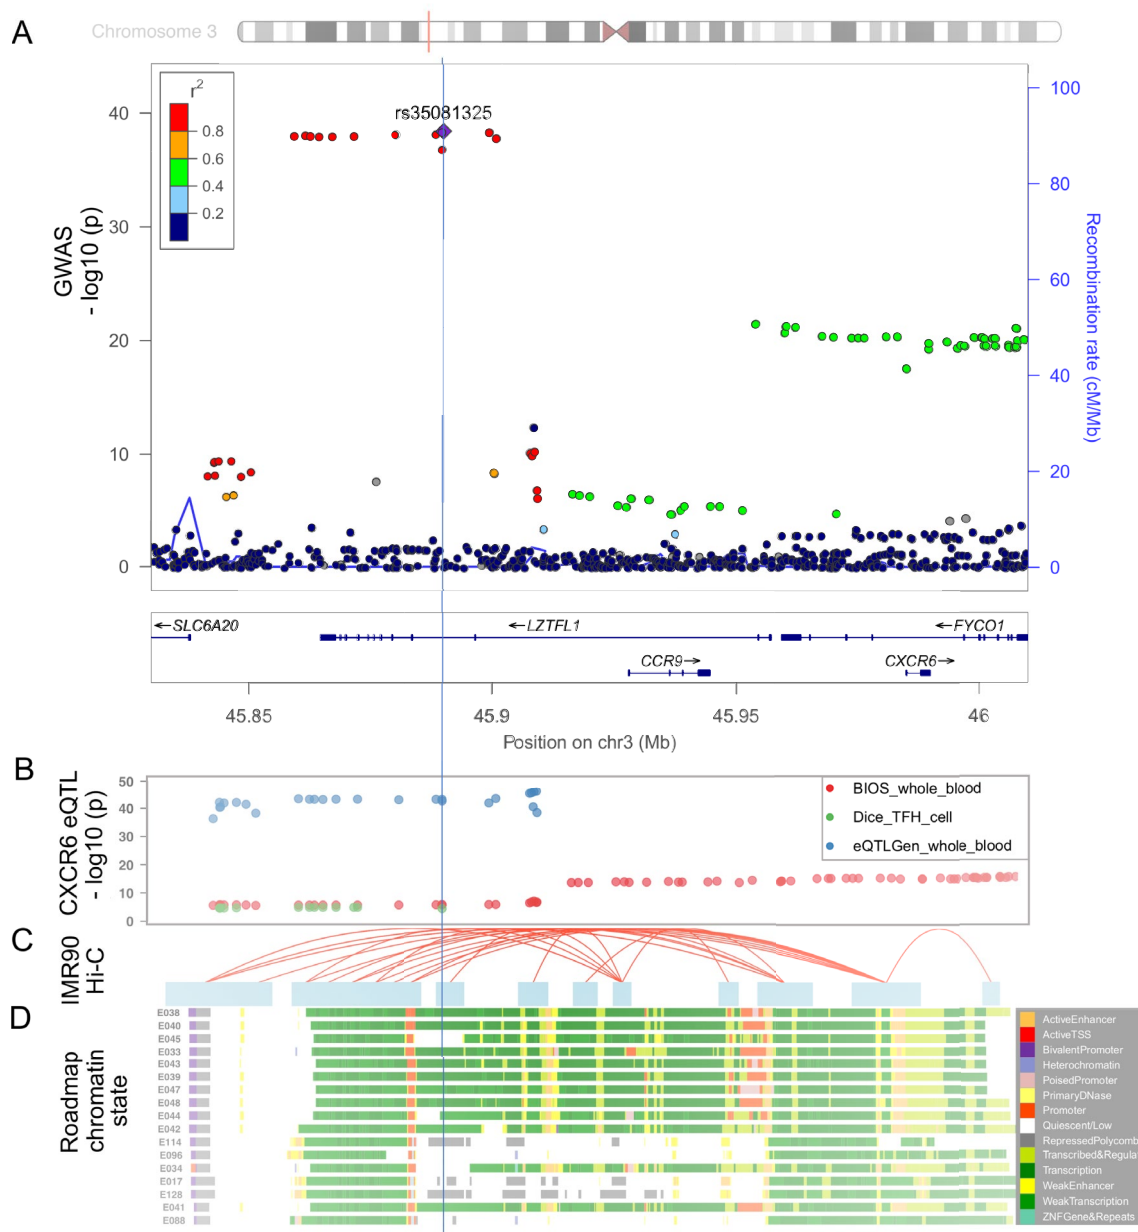 A
Chromosome 3
r2
0.8
0.6
0.4
0.2
rs35081325
GWAS
- log10 (p)
40
30
20
10
0
100
80
60
40
20
0
Recombination rate (cM/Mb)
←SLC6A20
←LZTFL1
←FYCO1
CCR9→
CXCR6→
45.85
45.9
45.95
46
Position on chr3 (Mb)
B
CXCR6 eQTL
- log10 (p)
50
40
30
20
10
0
BIOS_whole_blood
Dice_TFH_cell
eQTLGen_whole_blood
C
IMR90
Hi-C
D
Roadmap
chromatin
state
E038
E040
E045
E033
E043
E039
E047
E048
E044
E042
E114
E096
E034
E017
E128
E041
E088
ActiveEnhancer
ActiveTSS
BivalentPromoter
Heterochromatin
PoisedPromoter
PrimaryDNase
Promoter
Quiescent/Low
RepressedPolycomb
Transcribed&Regula
Transcription
WeakEnhancer
WeakTranscription
ZNFGene&Repeats